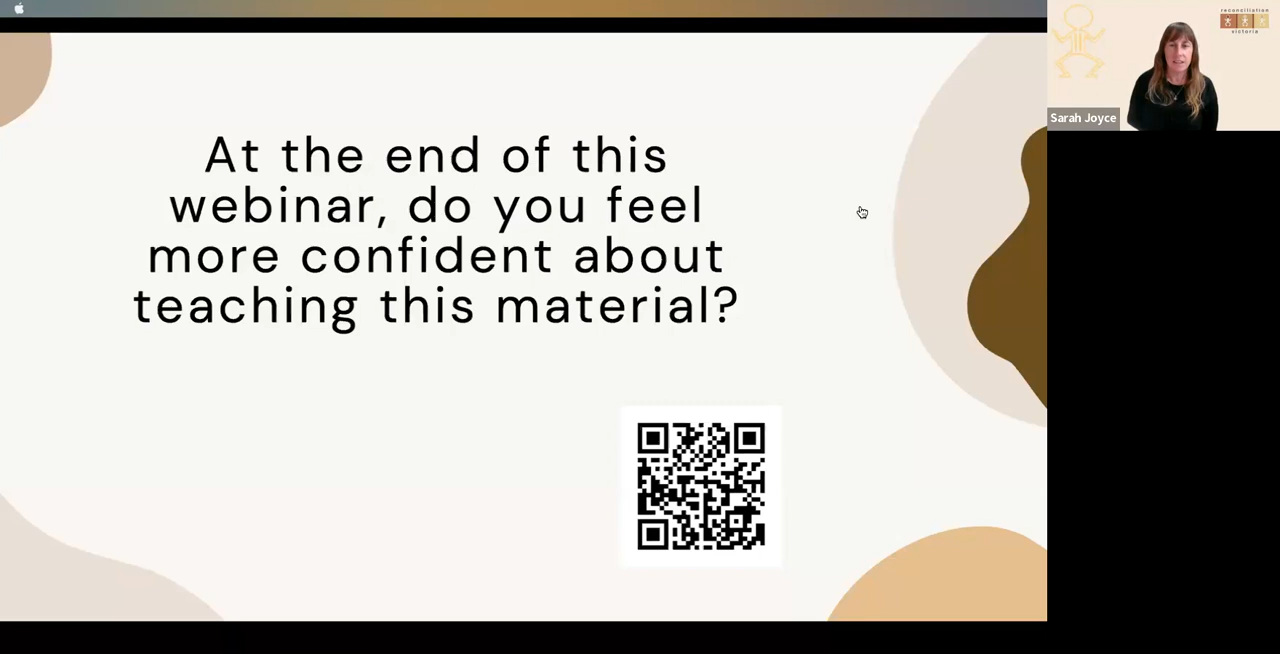 At the end of this
webinar, do you feel
more confident about
teaching this material?
reconciliation
victoria
Sarah Joyce